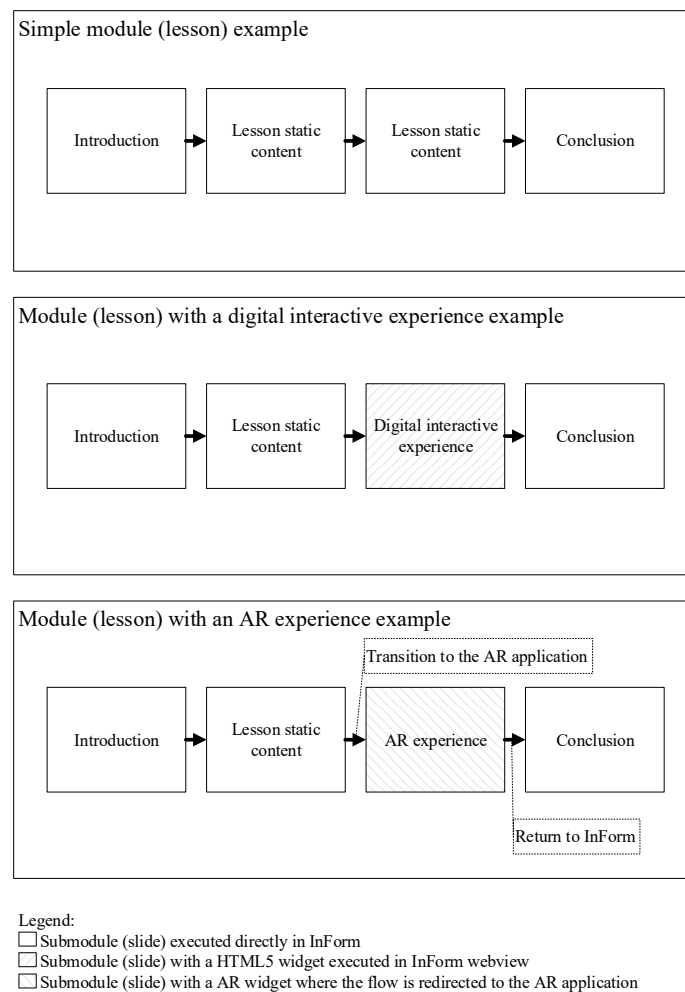 Simple module (lesson) example
Introduction
Lesson static
content
Lesson static
content
Conclusion
Module (lesson) with a digital interactive experience example
Introduction
Lesson static
content
Digital interactive
experience
Conclusion
Module (lesson) with an AR experience example
Transition to the AR application
Introduction
Lesson static
content
AR experience
Conclusion
Return to InForm
Legend:
Submodule (slide) executed directly in InForm
Submodule (slide) with a HTML5 widget executed in InForm webview
Submodule (slide) with a AR widget where the flow is redirected to the AR application